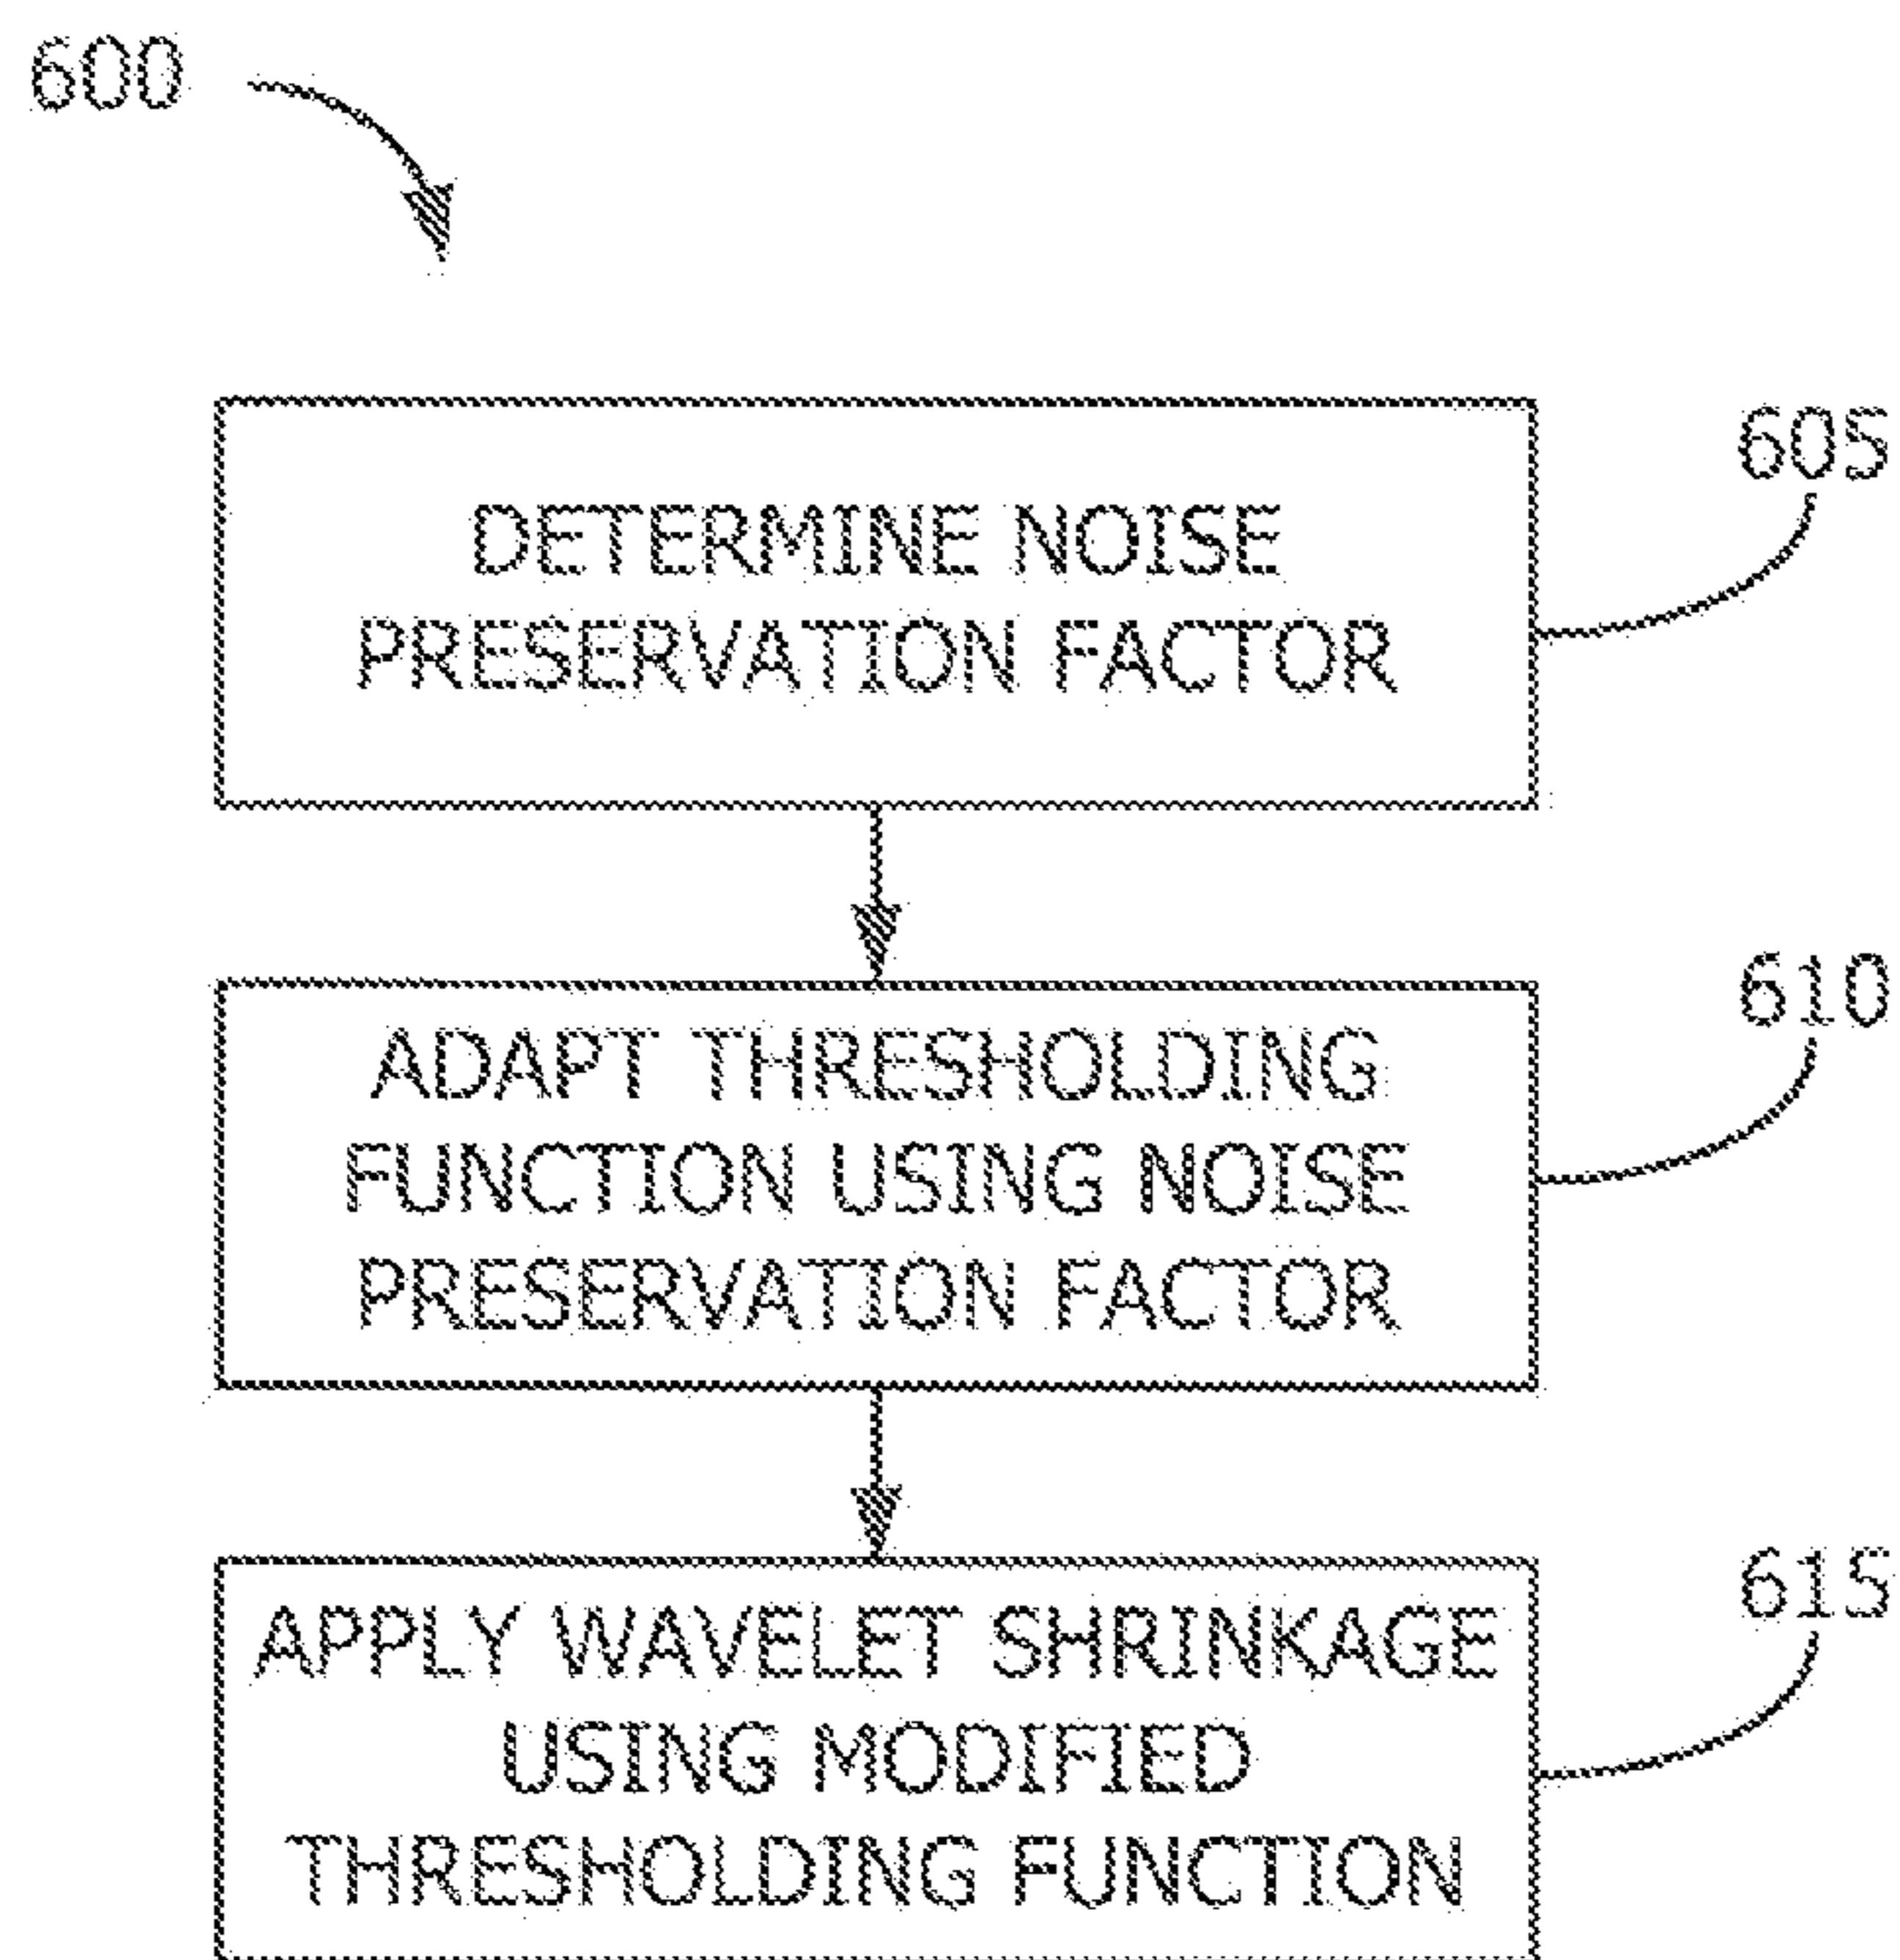 600
605
DETERMINE NOISE
PRESERVATION FACTOR
610
ADAPT THRESHOLDING
FUNCTION USING NOISE
PRESERVATION FACTOR
615
APPLY WAVELET SHRINKAGE
USING MODIFIED
THRESHOLDING FUNCTION